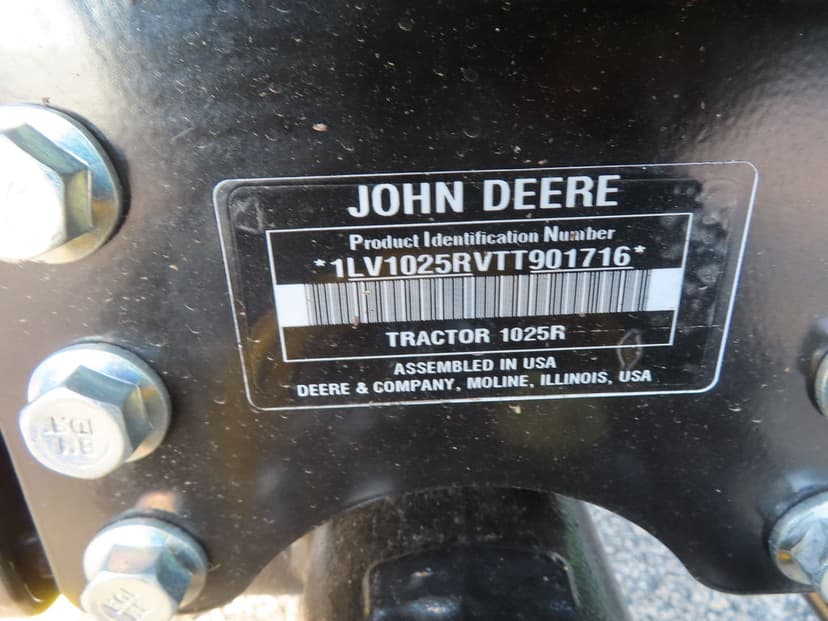 JOHN DEERE
Product Identification Number
*1LV1025RVTT901716*
TRACTOR 1025R
ASSEMBLED IN USA
DEERE & COMPANY, MOLINE, ILLINOIS, USA